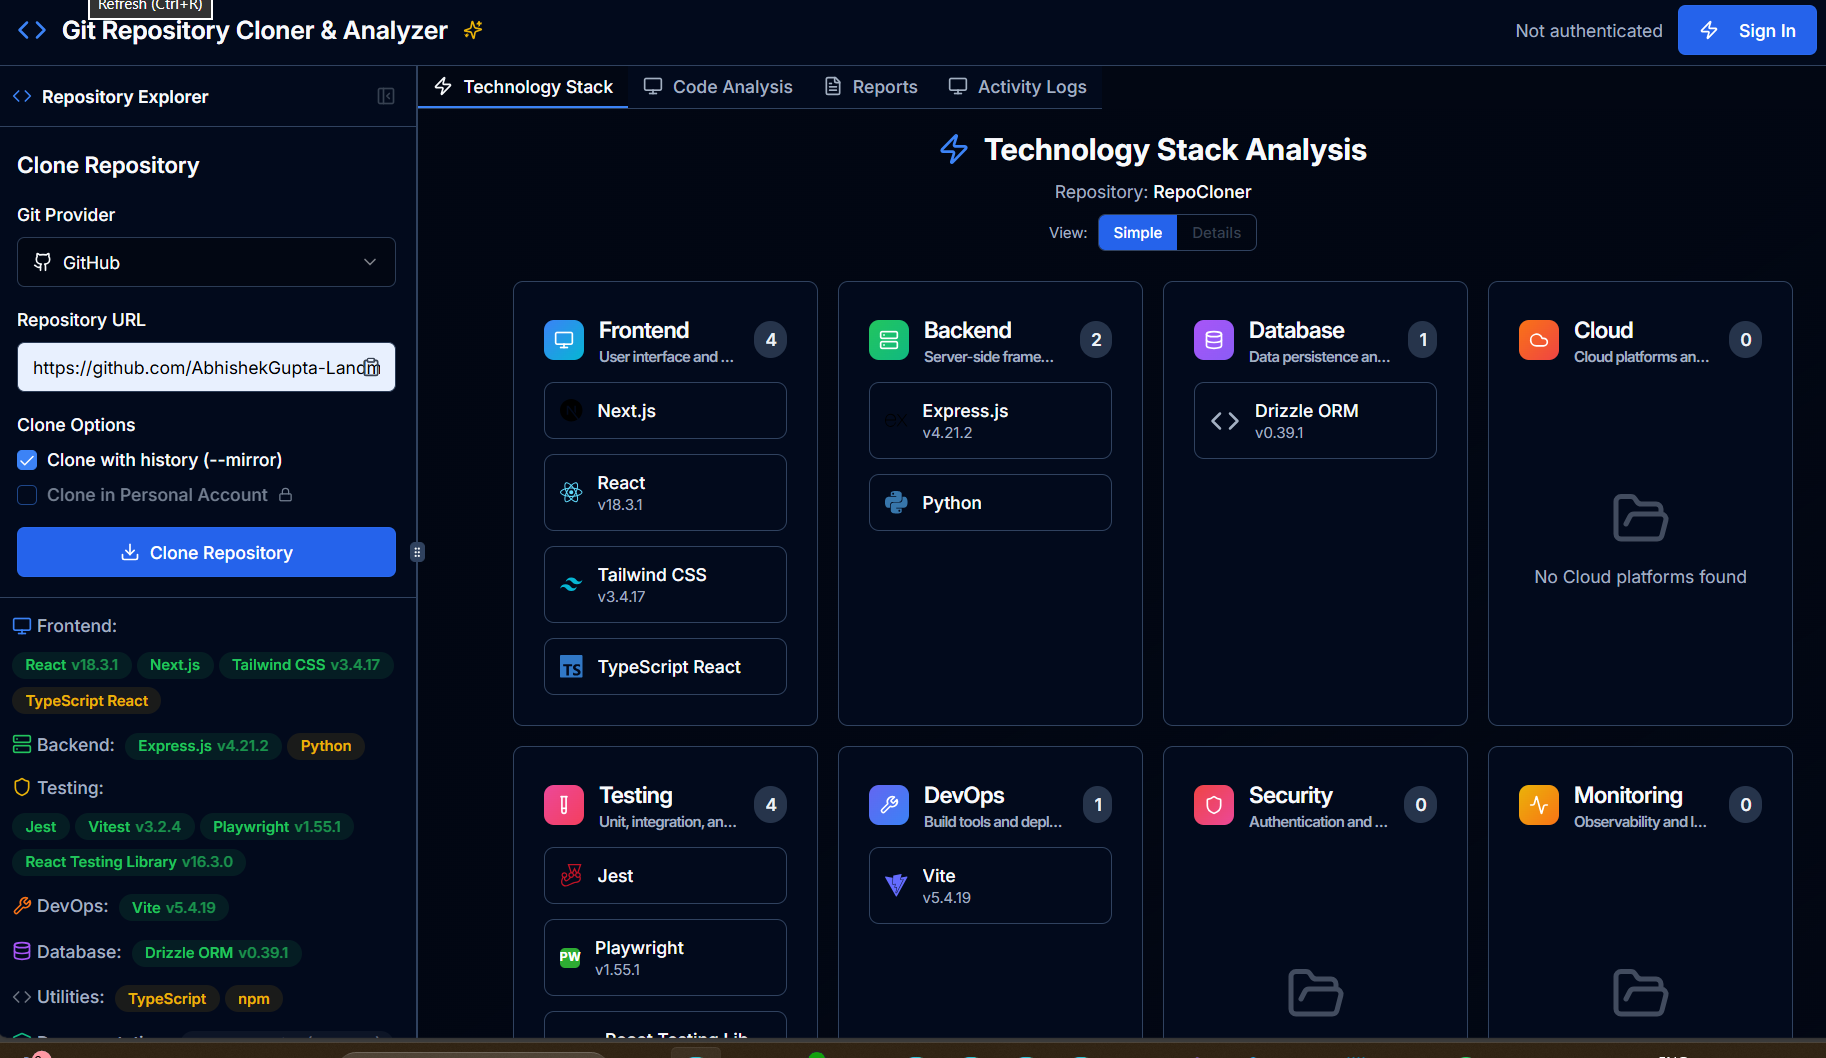 Refresh (Ctrl+R)
Git Repository Cloner & Analyzer
Not authenticated
Sign In
Repository Explorer
Clone Repository
Git Provider
GitHub
Repository URL
https://github.com/AbhishekGupta-Landm
Clone Options
Clone with history (--mirror)
Clone in Personal Account
Clone Repository
Frontend:
React v18.3.1
Next.js
Tailwind CSS v3.4.17
TypeScript React
Backend:
Express.js v4.21.2
Python
Testing:
Jest
Vitest v3.2.4
Playwright v1.55.1
React Testing Library v16.3.0
DevOps:
Vite v5.4.19
Database:
Drizzle ORM v0.39.1
Utilities:
TypeScript
npm
Technology Stack
Code Analysis
Reports
Activity Logs
Technology Stack Analysis
Repository: RepoCloner
View:
Simple
Details
Frontend
User interface and ...
4
N
Next.js
React
v18.3.1
Tailwind CSS
v3.4.17
TS
TypeScript React
Backend
Server-side frame...
2
Express.js
v4.21.2
Python
Database
Data persistence an...
1
Drizzle ORM
v0.39.1
Cloud
Cloud platforms an...
0
No Cloud platforms found
Testing
Unit, integration, an...
4
Jest
PW
Playwright
v1.55.1
React Testing Lib
DevOps
Build tools and depl...
1
Vite
v5.4.19
Security
Authentication and ...
0
Monitoring
Observability and l...
0